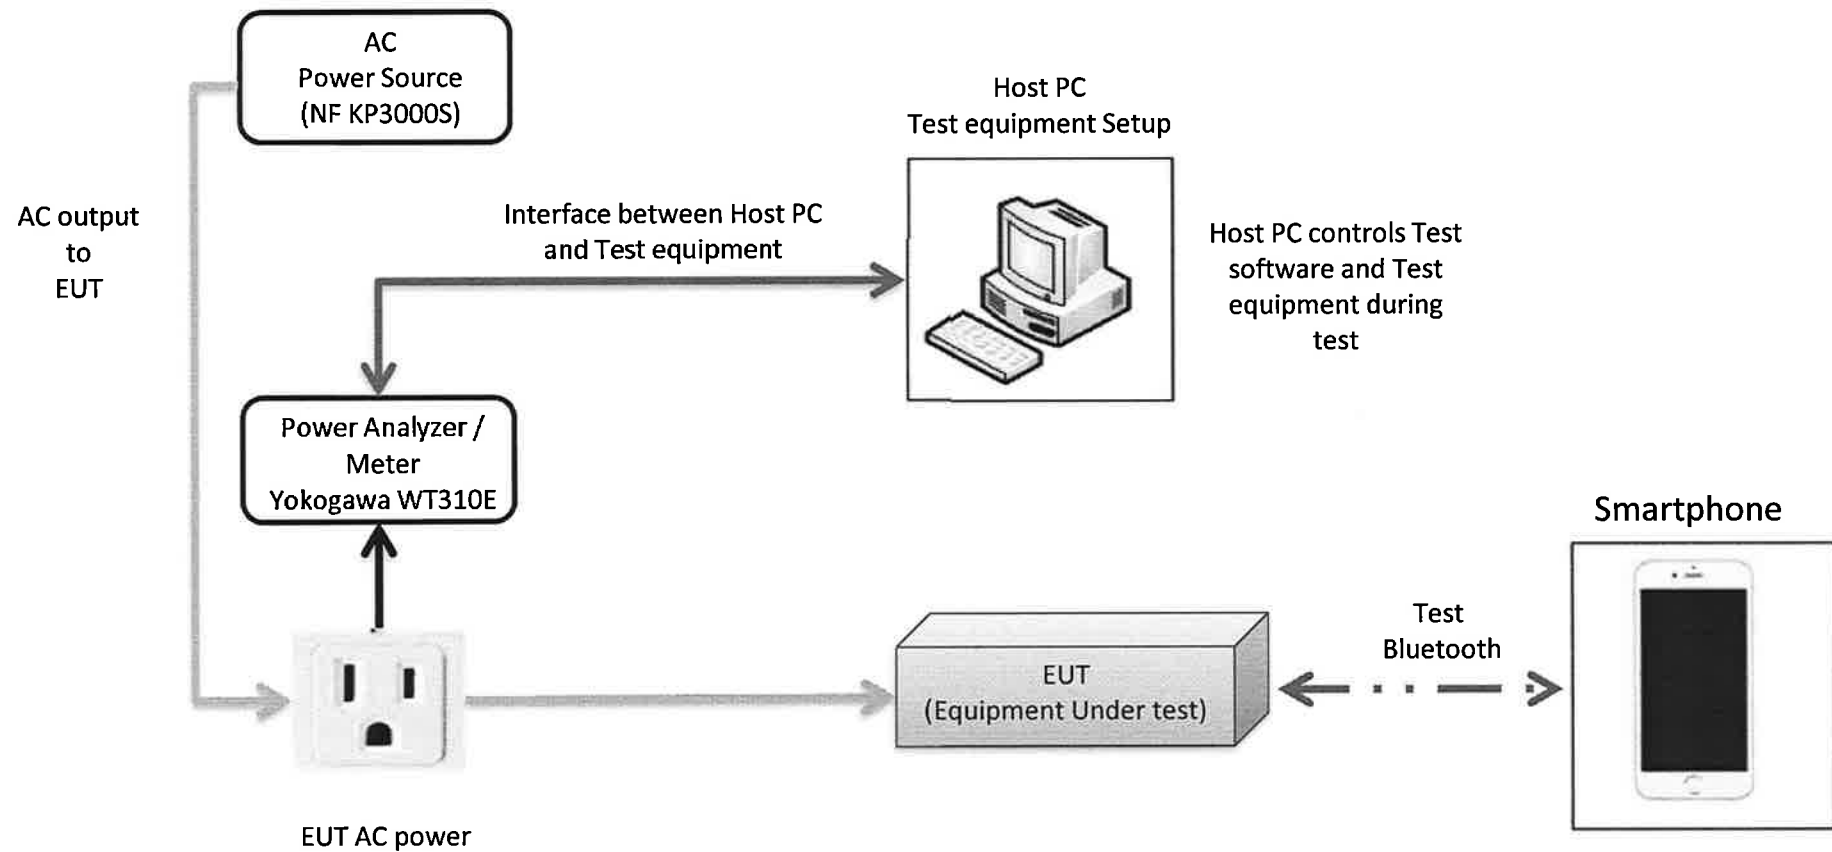 AC
Power Source
(NF KP3000S)
Host PC
Test equipment Setup
AC output
to
EUT
Interface between Host PC
and Test equipment
Host PC controls Test
software and Test
equipment during
test
Power Analyzer /
Meter
Yokogawa WT310E
Smartphone
Test
Bluetooth
EUT
(Equipment Under test)
EUT AC power